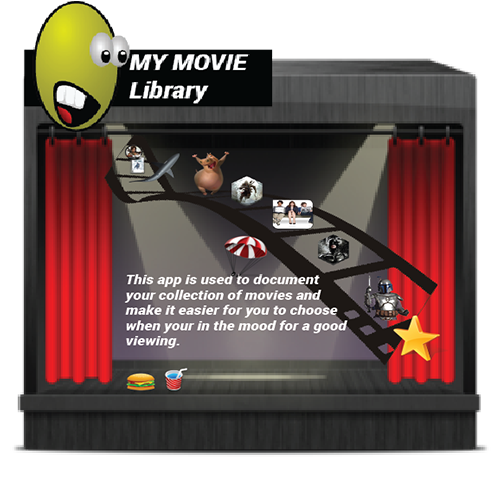 MY MOVIE
Library
This app is used to document
your collection of movies and
make it easier for you to choose
when your in the mood for a good
viewing.